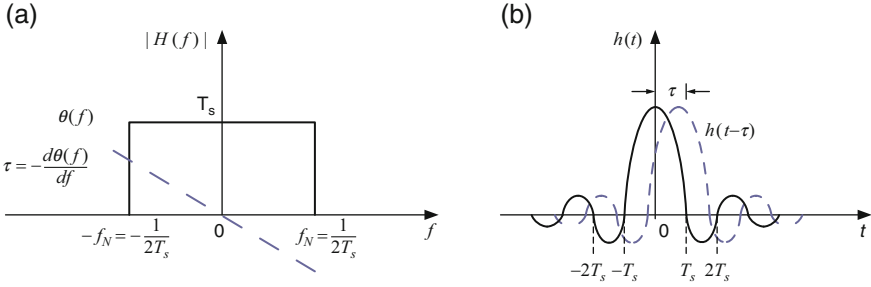 (a)
|H(f)|
T_s
θ(f)
τ = −dθ(f)/df
−f_N = −1/2T_s
0
f_N = 1/2T_s
f
(b)
h(t)
τ
h(t−τ)
0
t
−2T_s
−T_s
T_s
2T_s